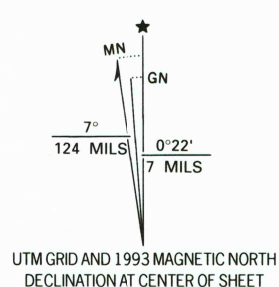 MN
GN
7°
124 MILS
0°22'
7 MILS
UTM GRID AND 1993 MAGNETIC NORTH
DECLINATION AT CENTER OF SHEET